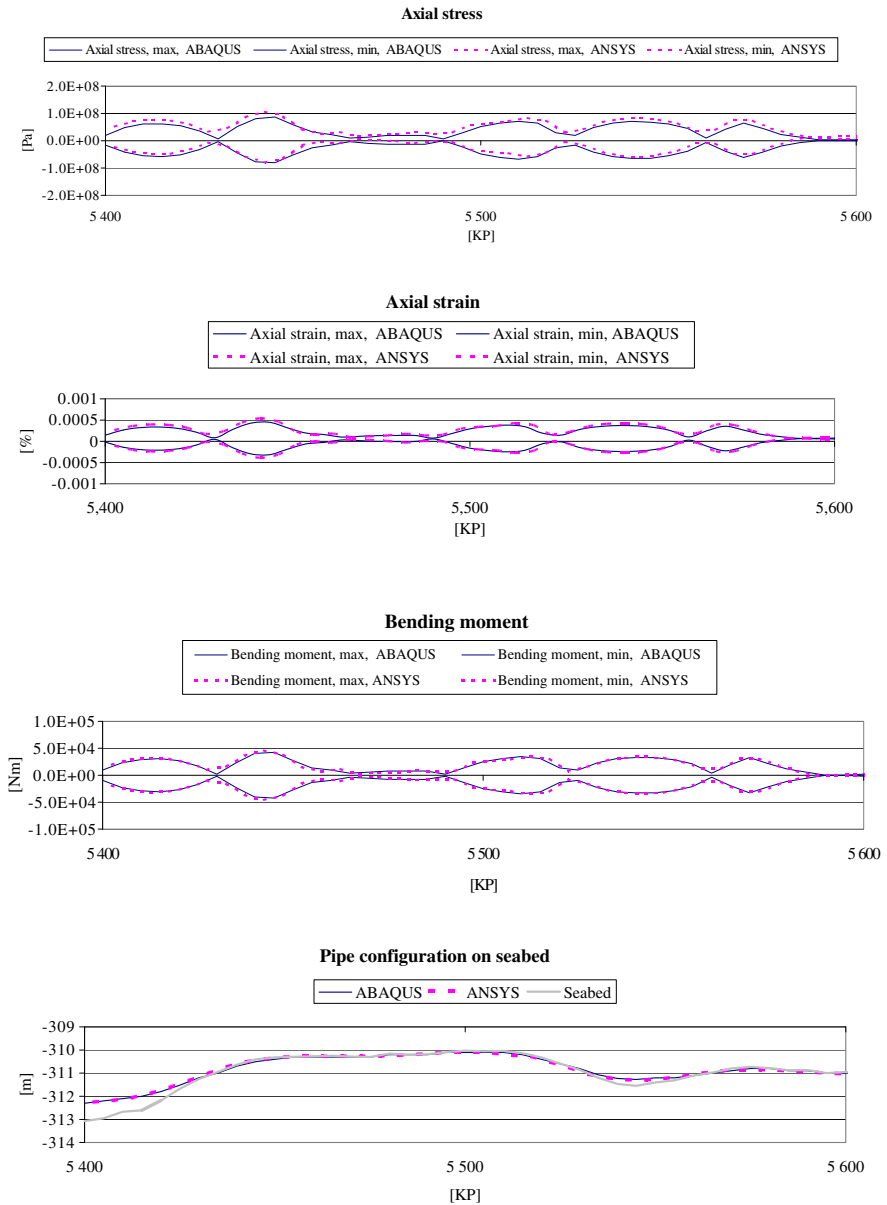 Axial stress
Axial stress, max, ABAQUS Axial stress, min, ABAQUS Axial stress, max, ANSYS Axial stress, min, ANSYS
2.0E+08
1.0E+08
0.0E+00
-1.0E+08
-2.0E+08
[Pa]
5 400 5 500 5 600
[KP]
Axial strain
Axial strain, max, ABAQUS Axial strain, min, ABAQUS
Axial strain, max, ANSYS Axial strain, min, ANSYS
0.001
0.0005
0
-0.0005
-0.001
[%]
5,400 5,500 5,600
[KP]
Bending moment
Bending moment, max, ABAQUS Bending moment, min, ABAQUS
Bending moment, max, ANSYS Bending moment, min, ANSYS
1.0E+05
5.0E+04
0.0E+00
-5.0E+04
-1.0E+05
[Nm]
5 400 5 500 5 600
[KP]
Pipe configuration on seabed
ABAQUS ANSYS Seabed
-309
-310
-311
-312
-313
-314
[m]
5 400 5 500 5 600
[KP]